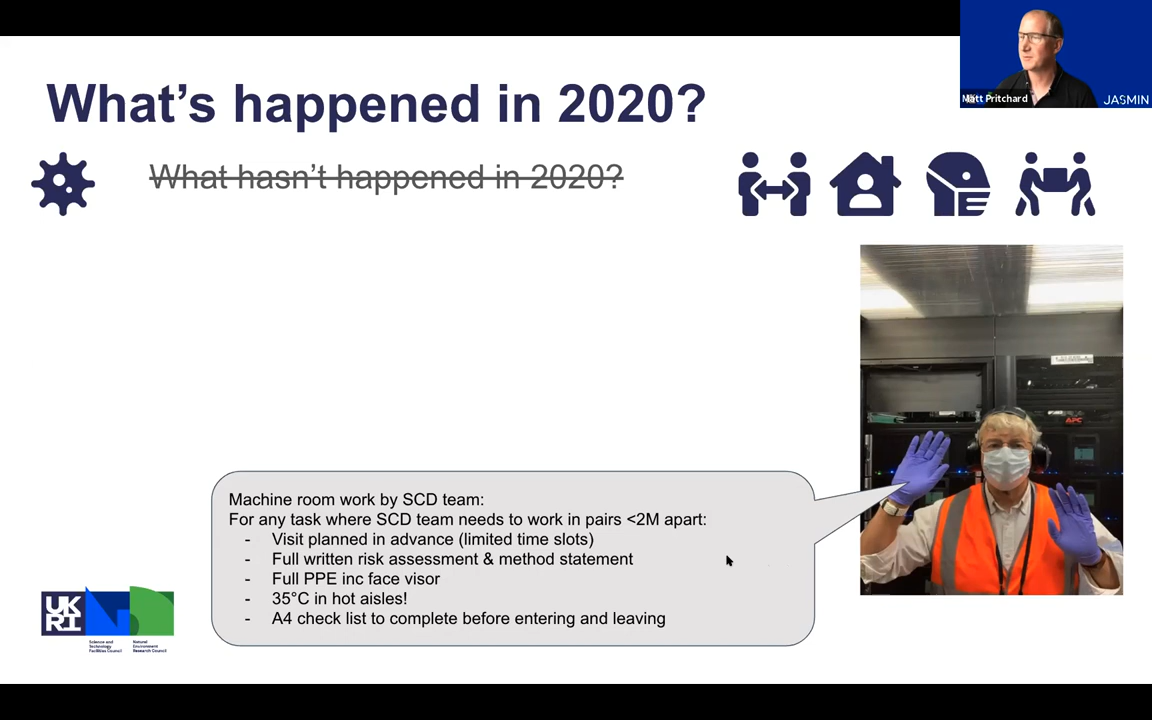 What's happened in 2020?
What hasn't happened in 2020?
Matt Pritchard
JASMIN
APC
Machine room work by SCD team:
For any task where SCD team needs to work in pairs <2M apart:
- Visit planned in advance (limited time slots)
- Full written risk assessment & method statement
- Full PPE inc face visor
- 35°C in hot aisles!
- A4 check list to complete before entering and leaving
UK
RI
Science and
Technology
Facilities Council
Natural
Environment
Research Council